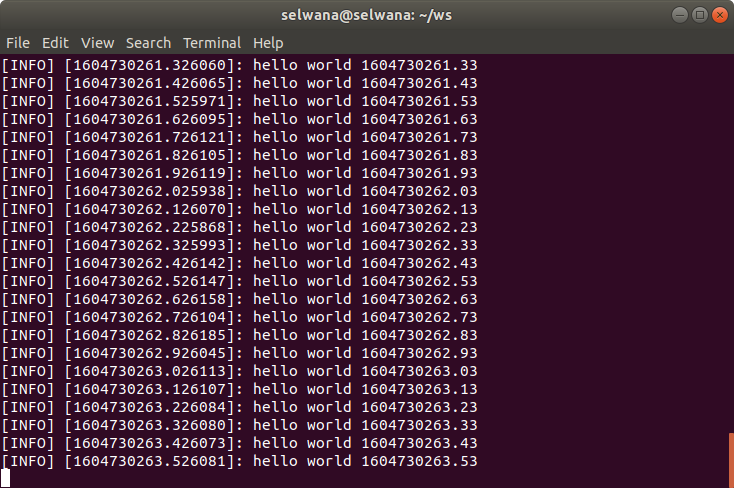 selwana@selwana: ~/ws
File Edit View Search Terminal Help
[INFO] [1604730261.326060]: hello world 1604730261.33
[INFO] [1604730261.426065]: hello world 1604730261.43
[INFO] [1604730261.525971]: hello world 1604730261.53
[INFO] [1604730261.626095]: hello world 1604730261.63
[INFO] [1604730261.726121]: hello world 1604730261.73
[INFO] [1604730261.826105]: hello world 1604730261.83
[INFO] [1604730261.926119]: hello world 1604730261.93
[INFO] [1604730262.025938]: hello world 1604730262.03
[INFO] [1604730262.126070]: hello world 1604730262.13
[INFO] [1604730262.225868]: hello world 1604730262.23
[INFO] [1604730262.325993]: hello world 1604730262.33
[INFO] [1604730262.426142]: hello world 1604730262.43
[INFO] [1604730262.526147]: hello world 1604730262.53
[INFO] [1604730262.626158]: hello world 1604730262.63
[INFO] [1604730262.726104]: hello world 1604730262.73
[INFO] [1604730262.826185]: hello world 1604730262.83
[INFO] [1604730262.926045]: hello world 1604730262.93
[INFO] [1604730263.026113]: hello world 1604730263.03
[INFO] [1604730263.126107]: hello world 1604730263.13
[INFO] [1604730263.226084]: hello world 1604730263.23
[INFO] [1604730263.326080]: hello world 1604730263.33
[INFO] [1604730263.426073]: hello world 1604730263.43
[INFO] [1604730263.526081]: hello world 1604730263.53